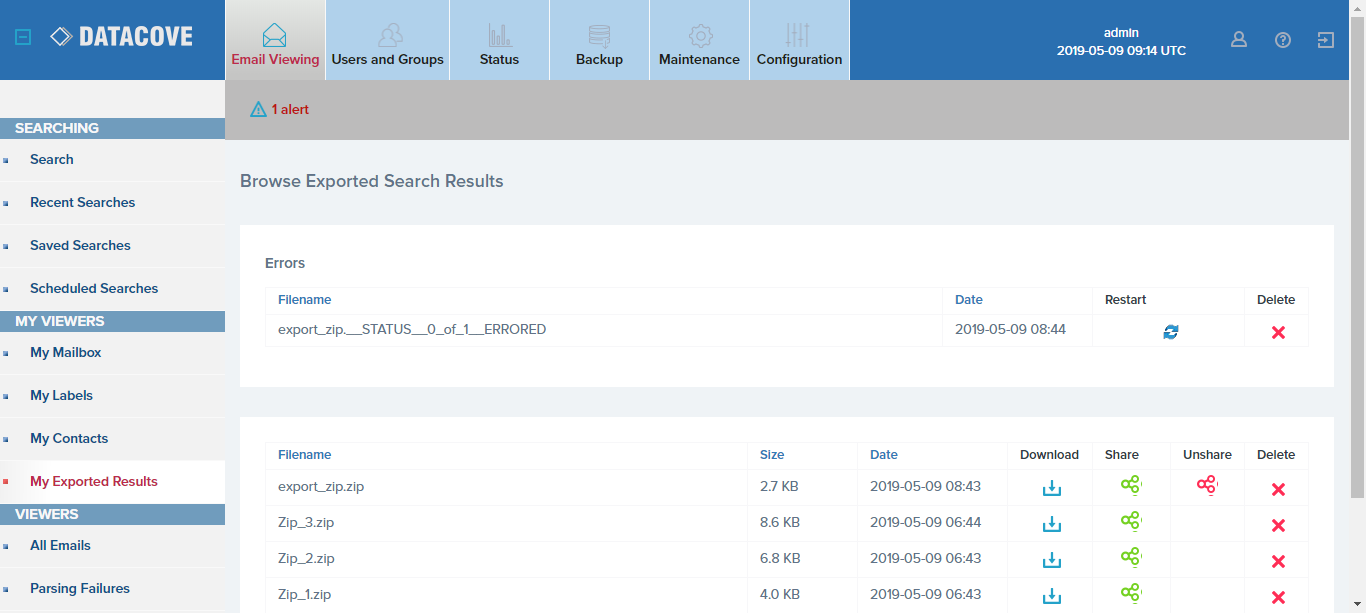 DATACOVE
Email Viewing
Users and Groups
Status
Backup
Maintenance
Configuration
admin
2019-05-09 09:14 UTC
1 alert
SEARCHING
Search
Recent Searches
Saved Searches
Scheduled Searches
MY VIEWERS
My Mailbox
My Labels
My Contacts
My Exported Results
VIEWERS
All Emails
Parsing Failures
Browse Exported Search Results
Errors
Filename Date Restart Delete
export_zip.__STATUS__0_of_1__ERRORED 2019-05-09 08:44
Filename Size Date Download Share Unshare Delete
export_zip.zip 2.7 KB 2019-05-09 08:43
Zip_3.zip 8.6 KB 2019-05-09 06:44
Zip_2.zip 6.8 KB 2019-05-09 06:43
Zip_1.zip 4.0 KB 2019-05-09 06:43